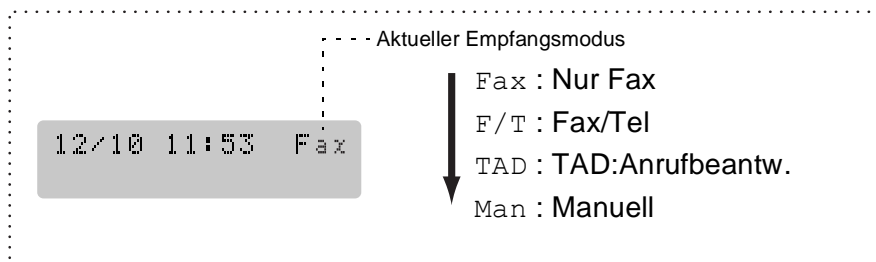 Aktueller Empfangsmodus
Fax : Nur Fax
F/T : Fax/Tel
12/10 11:53 Fax
TAD : TAD:Anrufbeantw.
Man : Manuell